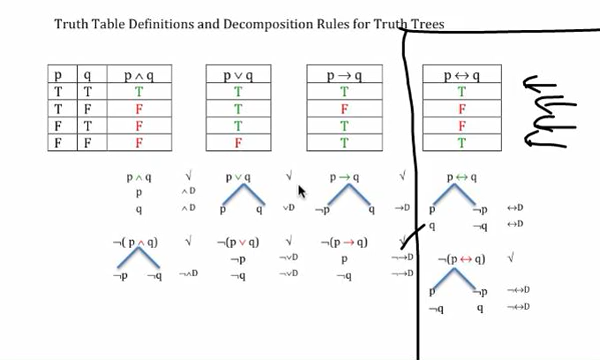 Truth Table Definitions and Decomposition Rules for Truth Trees
p q p ∧ q p ∨ q p → q p ↔ q
T T T T T T
T F F T F F
F T F T T F
F F F F T T
p ∧ q √ p ∨ q √ p → q √ p ↔ q
p ∧D p q ∨D ¬p q →D p ¬p ↔D
q ∧D q ¬q ↔D
¬( p ∧ q) √ ¬(p ∨ q) √ ¬(p → q) √ ¬(p ↔ q) √
¬p ¬q ¬∧D ¬p ¬∨D p ¬→D p ¬p ¬↔D
¬q ¬∨D ¬q ¬→D ¬q q ¬↔D